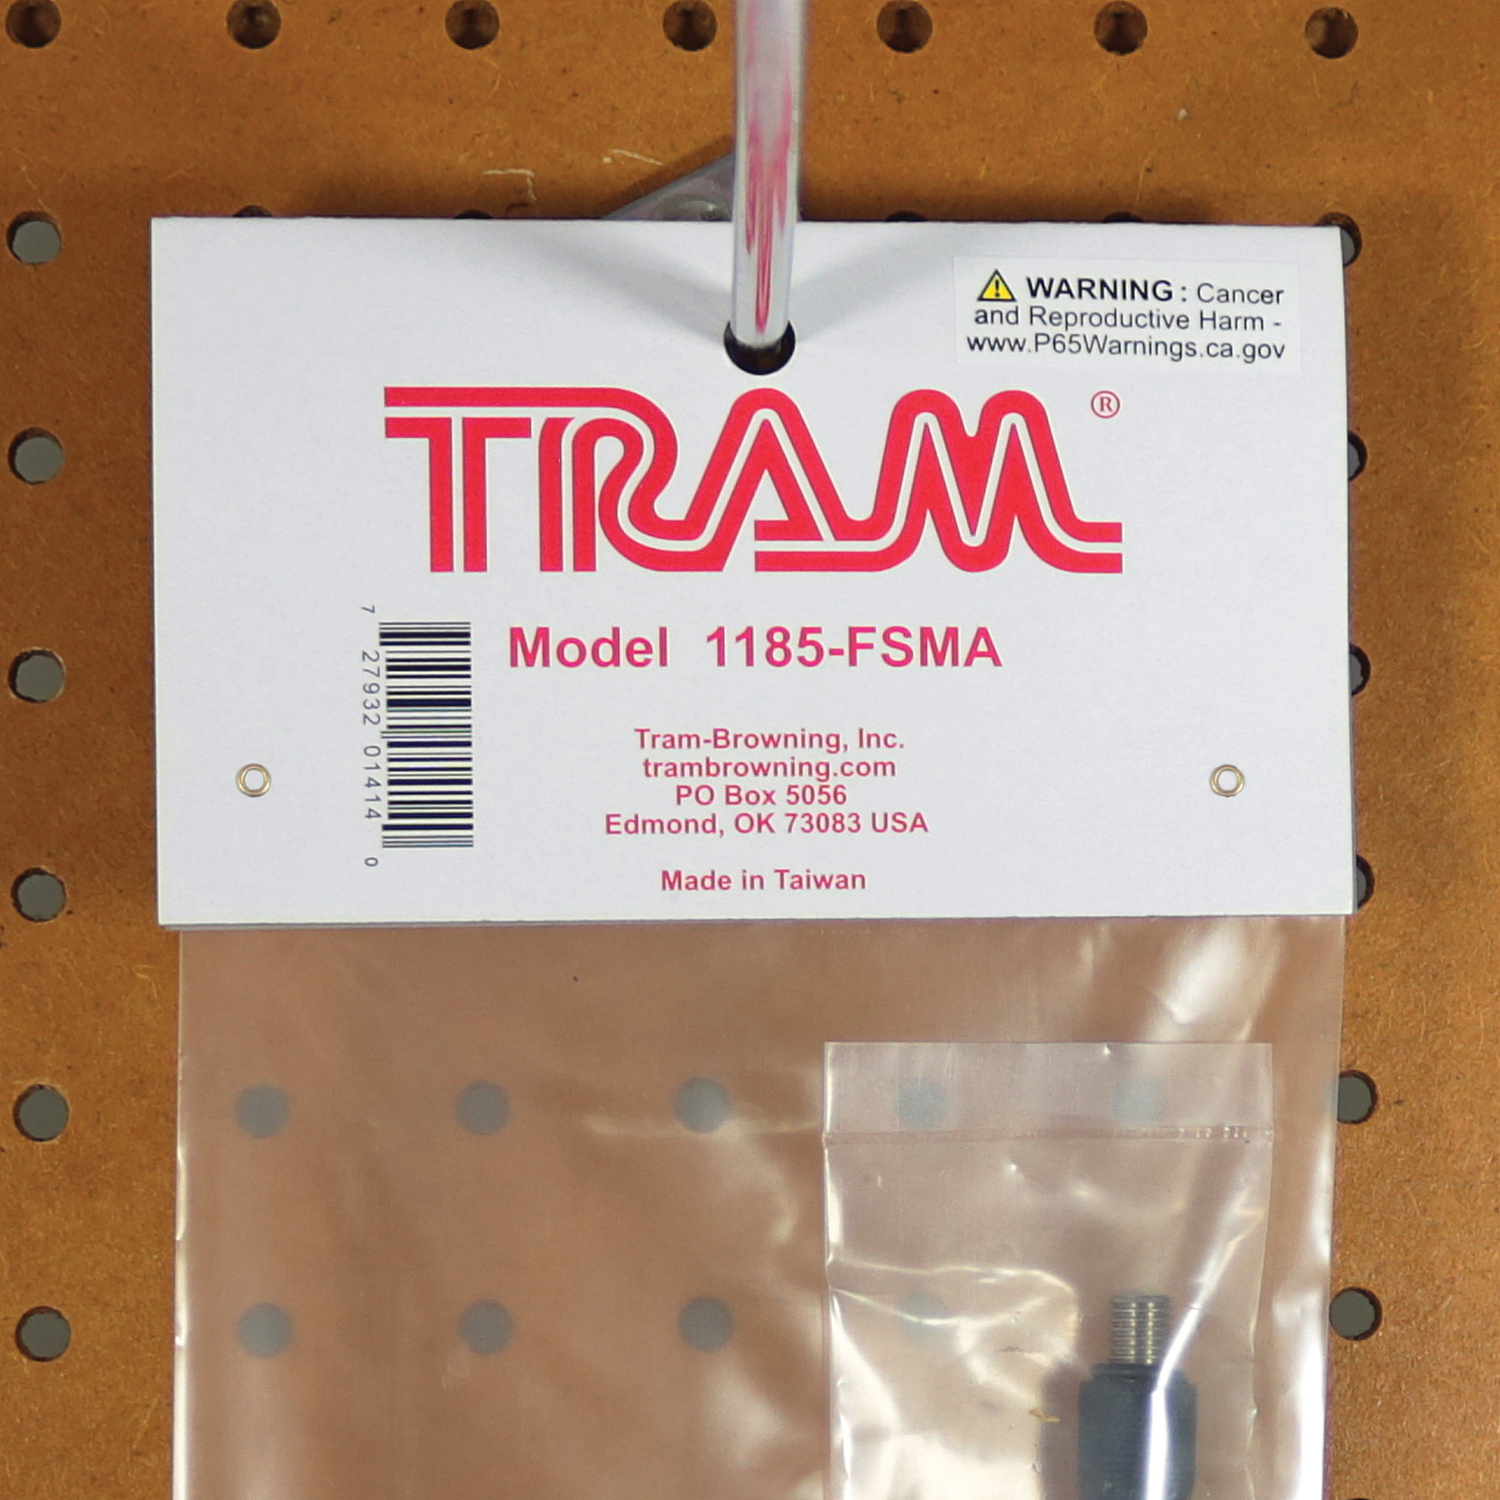 WARNING : Cancer
and Reproductive Harm -
www.P65Warnings.ca.gov
TRAM ®
Model 1185-FSMA
7 27932 01414 0
Tram-Browning, Inc.
trambrowning.com
PO Box 5056
Edmond, OK 73083 USA
Made in Taiwan